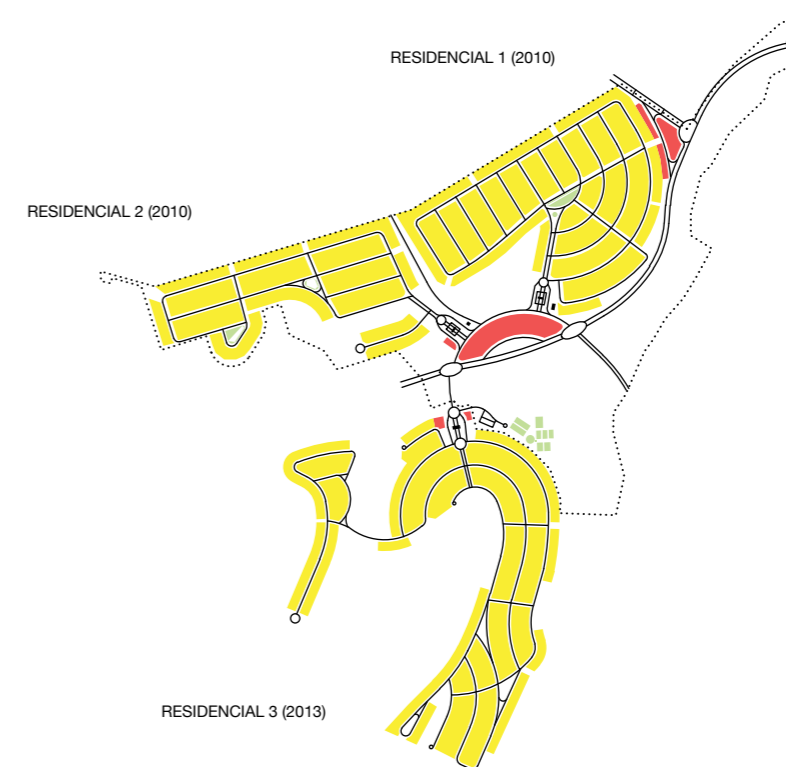 RESIDENCIAL 1 (2010)
RESIDENCIAL 2 (2010)
RESIDENCIAL 3 (2013)